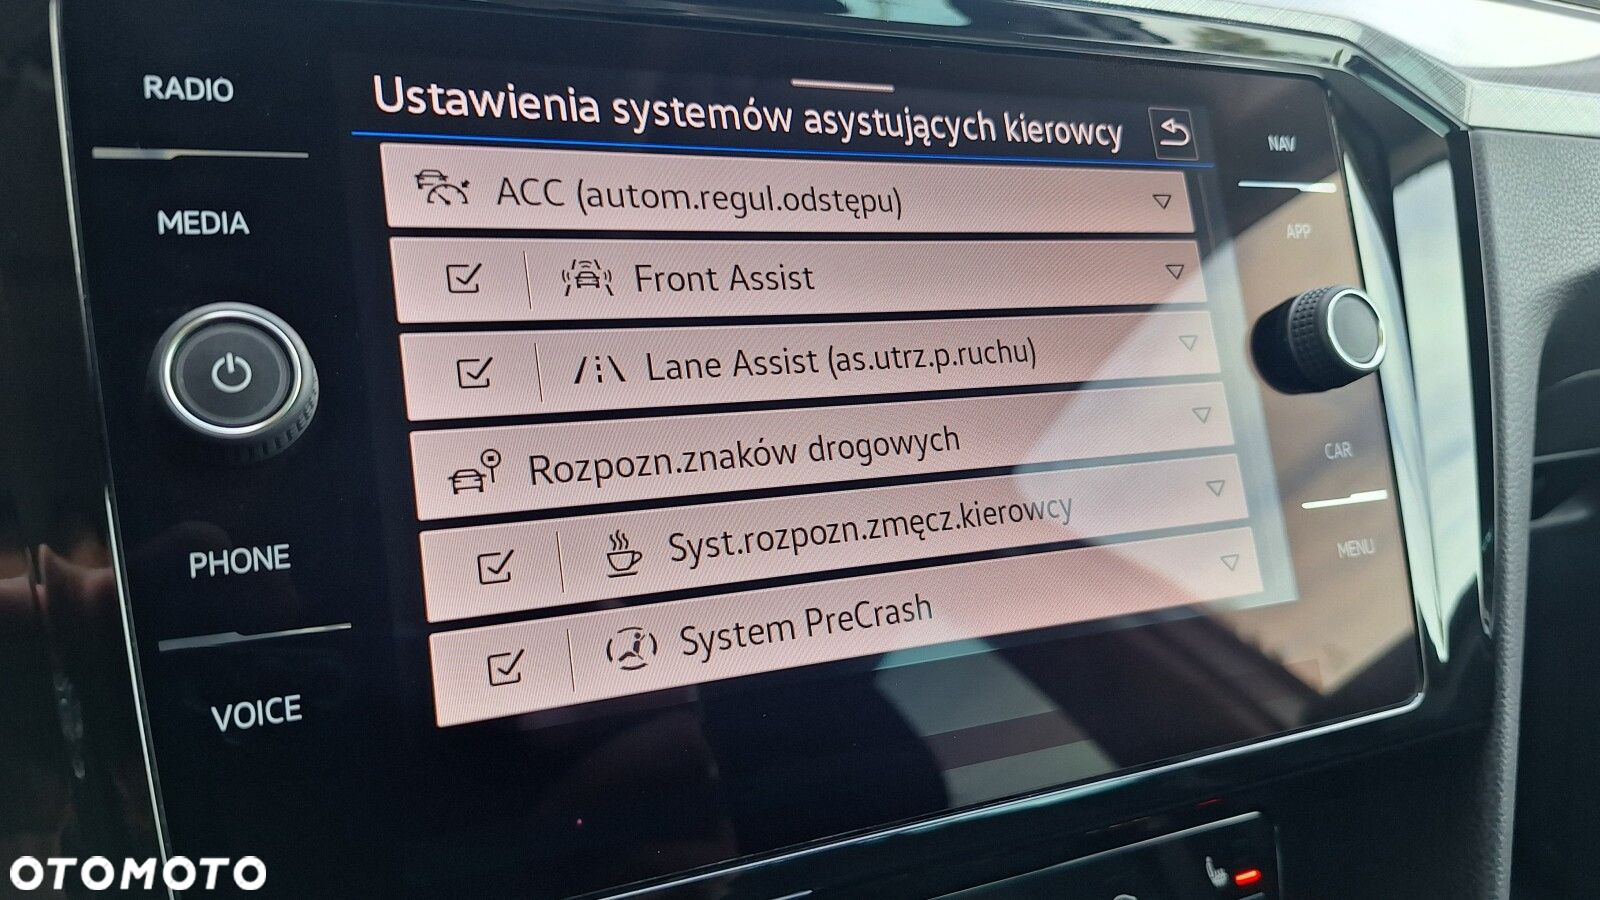 RADIO
MEDIA
PHONE
VOICE
Ustawienia systemów asystujących kierowcy
ACC (autom.regul.odstępu)
Front Assist
Lane Assist (as.utrz.p.ruchu)
Rozpozn.znaków drogowych
Syst.rozpozn.zmęcz.kierowcy
System PreCrash
NAV
APP
CAR
MENU
OTOMOTO